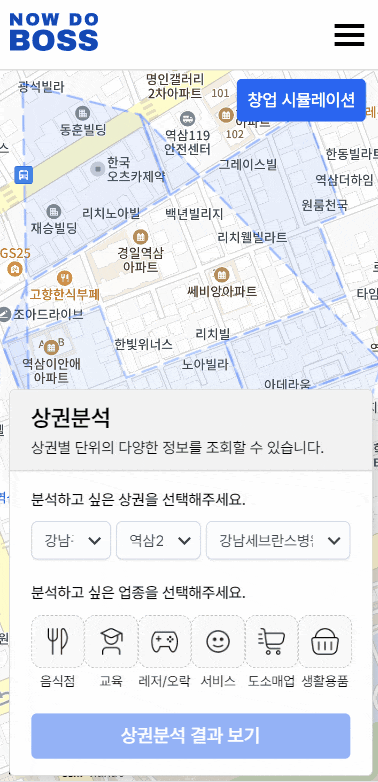 NOW DO
BOSS
광석빌라
명인갤러리
2차아파트
창업 시뮬레이션
101
아파트
102
동훈빌딩
역삼119
안전센터
한국
오츠카제약
그레이스빌
한동빌라트
역삼더하임
원룸천국
재승빌딩
리치노아빌
백년빌리지
리치웰빌라트
GS25
경일역삼
아파트
고향한식부페
쎄비앙아파트
타임
조아드라이브
A
B
한빛위너스
리치빌
역삼이안애
아파트
노아빌라
아데라움
상권분석
상권별 단위의 다양한 정보를 조회할 수 있습니다.
분석하고 싶은 상권을 선택해주세요.
강남
역삼2
강남세브란스병원
분석하고 싶은 업종을 선택해주세요.
음식점
교육
레저/오락
서비스
도소매업
생활용품
상권분석 결과 보기